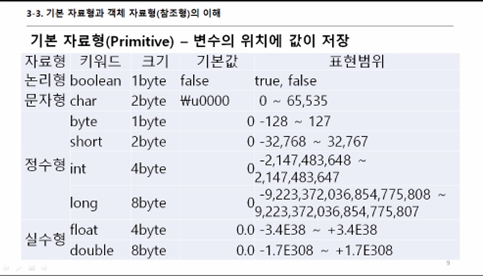 3-3. 기본 자료형과 객체 자료형(참조형)의 이해
기본 자료형(Primitive) – 변수의 위치에 값이 저장
자료형 키워드 크기 기본값 표현범위
논리형 boolean 1byte false true, false
문자형 char 2byte ₩u0000 0 ~ 65,535
byte 1byte 0 -128 ~ 127
short 2byte 0 -32,768 ~ 32,767
정수형 int 4byte 0 -2,147,483,648 ~
2,147,483,647
long 8byte 0 -9,223,372,036,854,775,808 ~
9,223,372,036,854,775,807
실수형 float 4byte 0.0 -3.4E38 ~ +3.4E38
double 8byte 0.0 -1.7E308 ~ +1.7E308
9